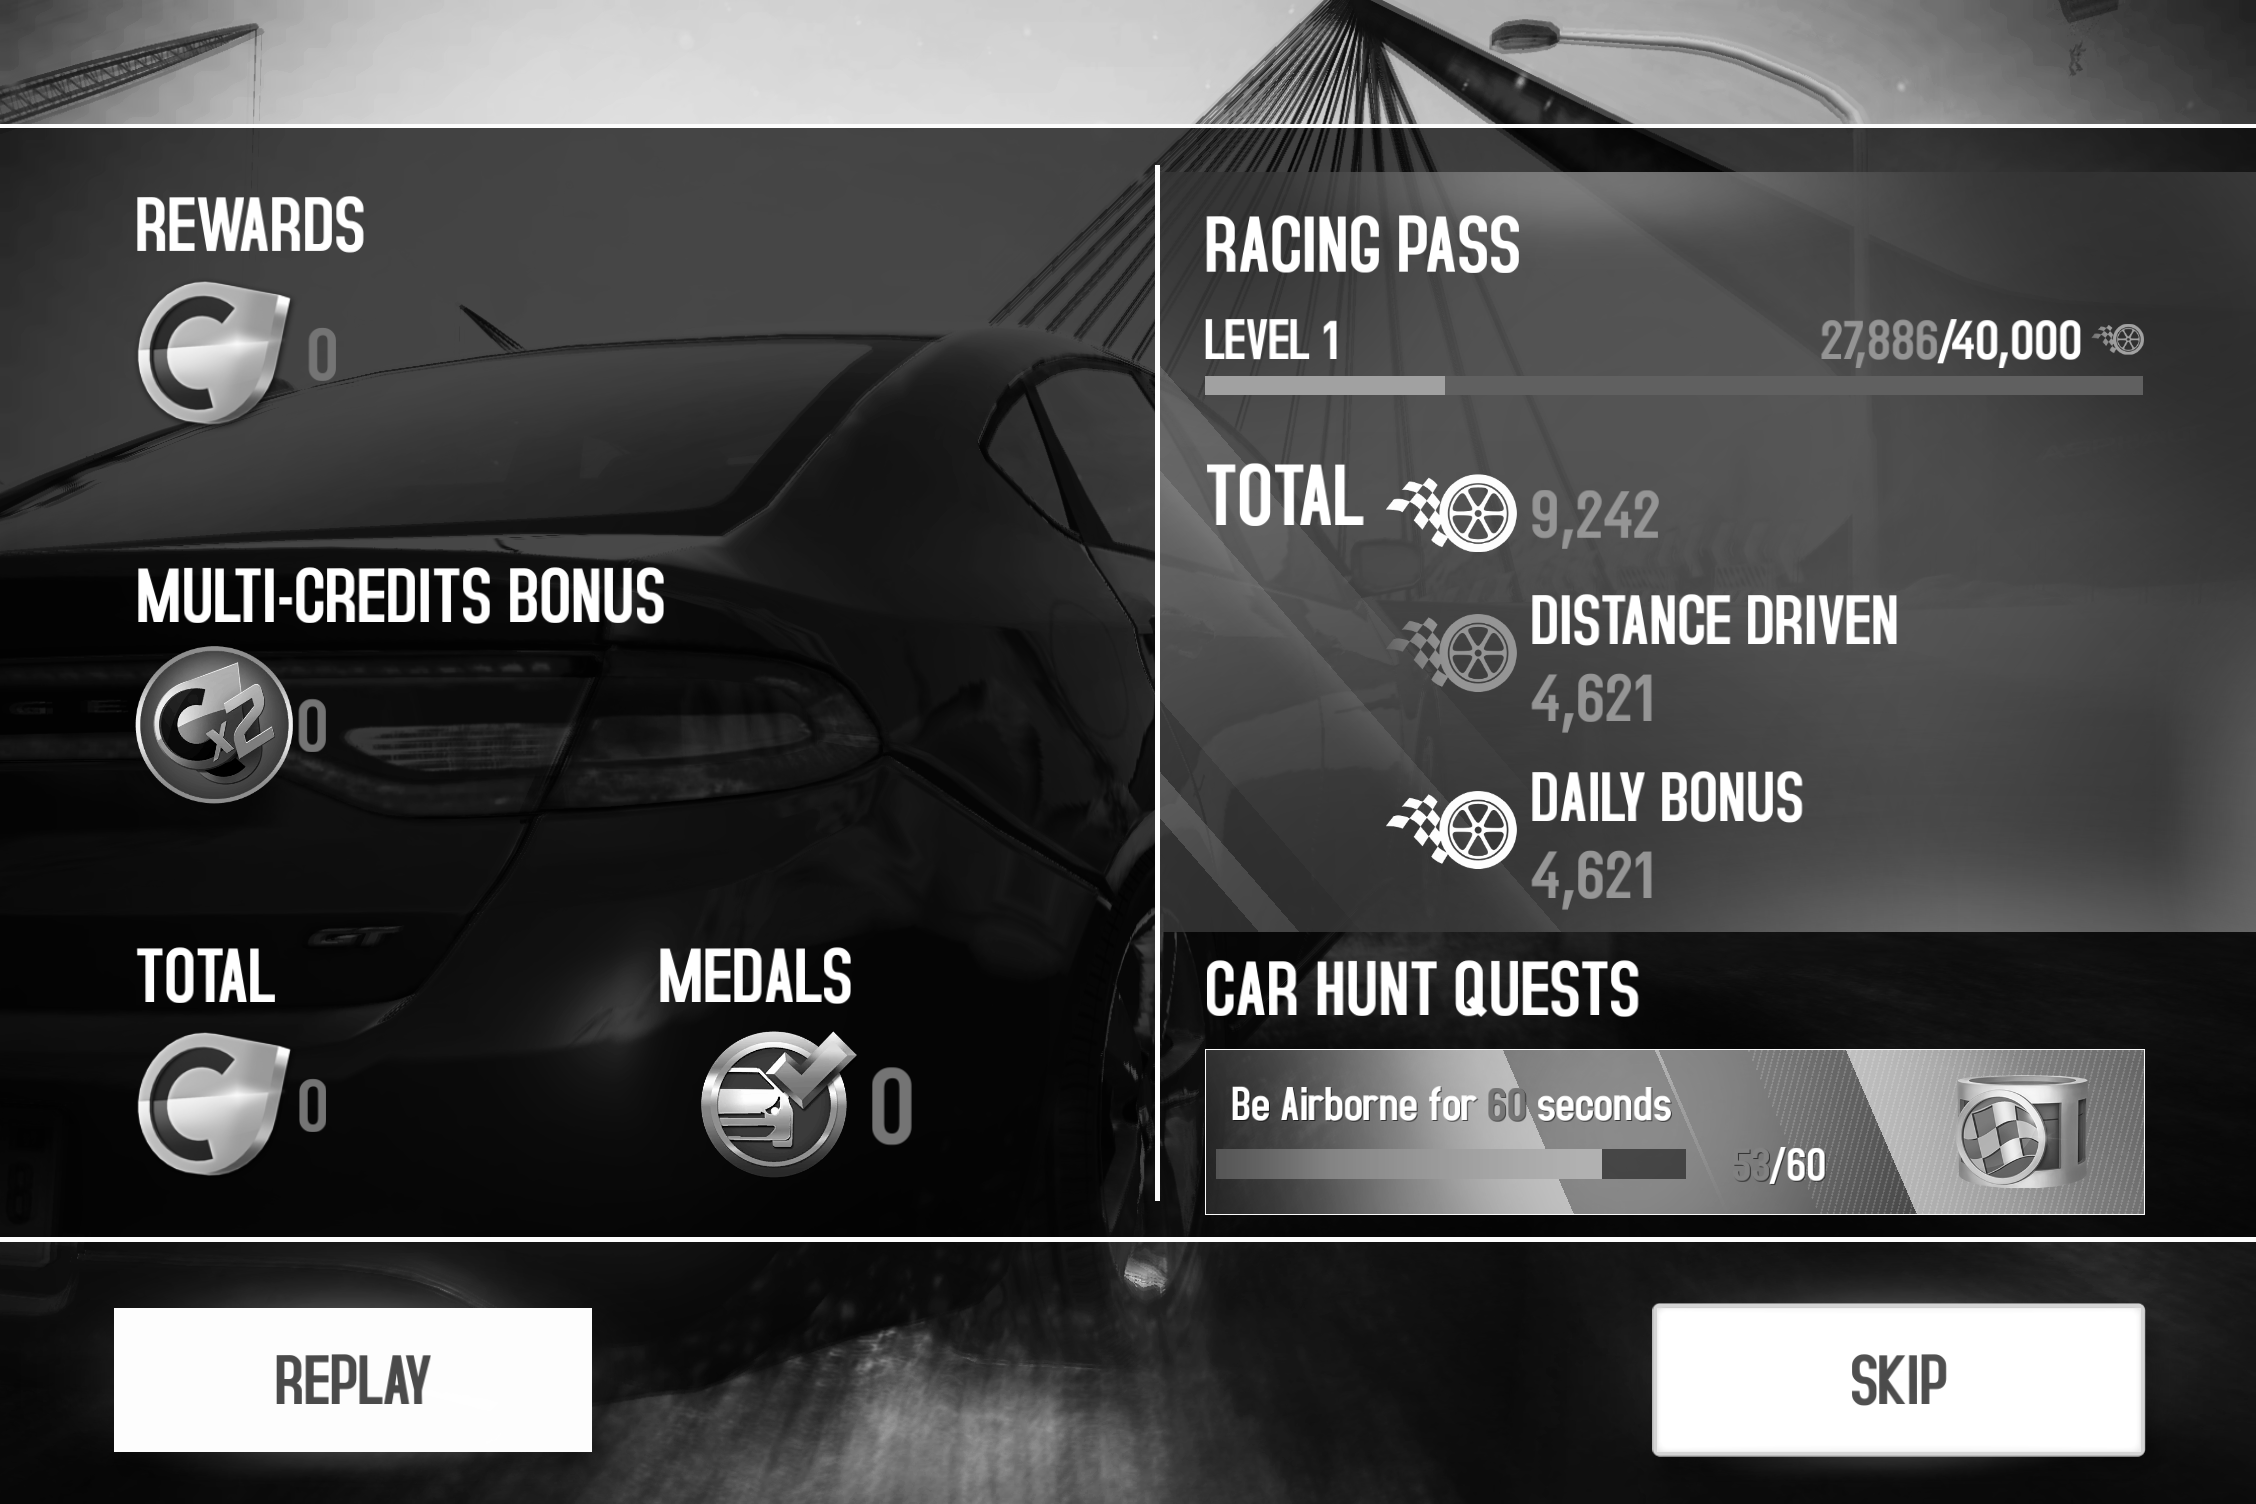 REWARDS
0
MULTI-CREDITS BONUS
x2
0
TOTAL
0
MEDALS
0
GT
RACING PASS
LEVEL 1
27,886/40,000
TOTAL
9,242
DISTANCE DRIVEN
4,621
DAILY BONUS
4,621
CAR HUNT QUESTS
Be Airborne for 60 seconds
53/60
REPLAY
SKIP